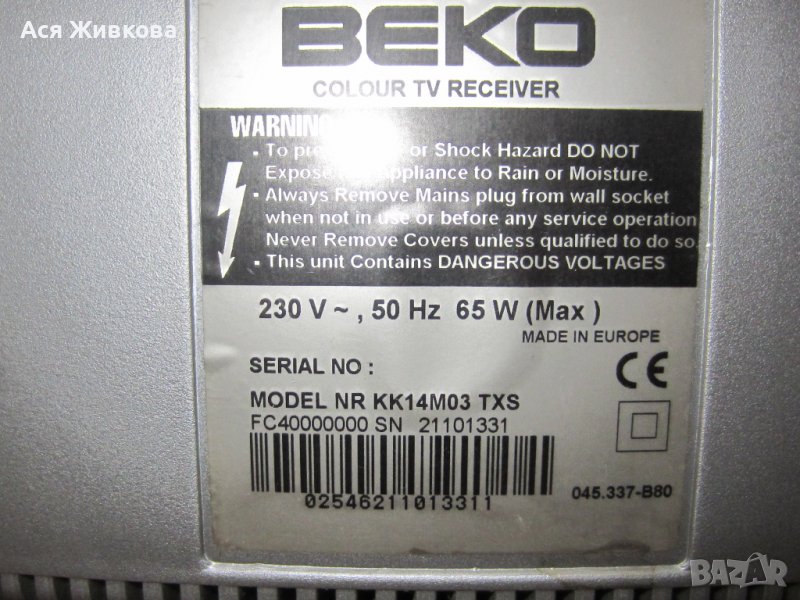 Ася Живкова
BEKO
COLOUR TV RECEIVER
WARNING
• To or Shock Hazard DO NOT
Expose Appliance to Rain or Moisture.
• Always Remove Mains plug from wall socket
when not in use or before any service operation
Never Remove Covers unless qualified to do so
• This unit Contains DANGEROUS VOLTAGES
230 V ~ , 50 Hz 65 W (Max )
MADE IN EUROPE
SERIAL NO :
CE
MODEL NR KK14M03 TXS
FC40000000 SN 21101331
02546211013311
045.337-B80
BAZAR